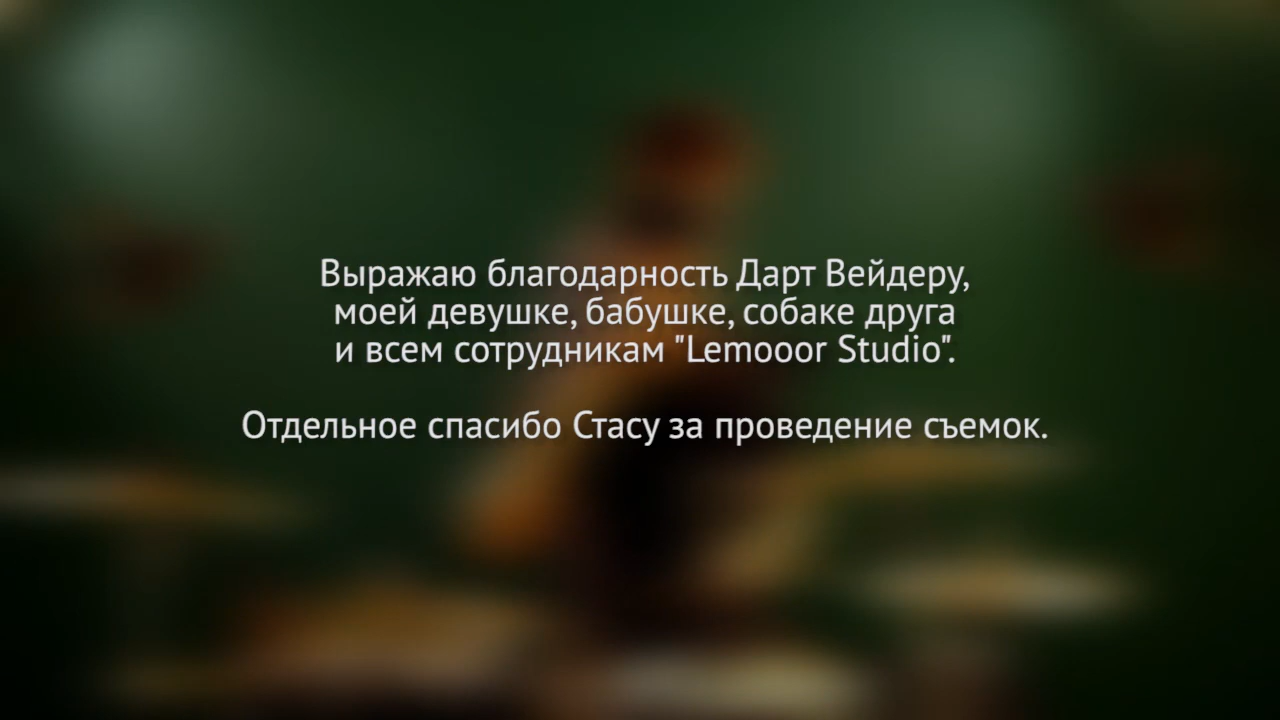 Выражаю благодарность Дарт Вейдеру,
моей девушке, бабушке, собаке друга
и всем сотрудникам "Lemooor Studio".
Отдельное спасибо Стасу за проведение съемок.